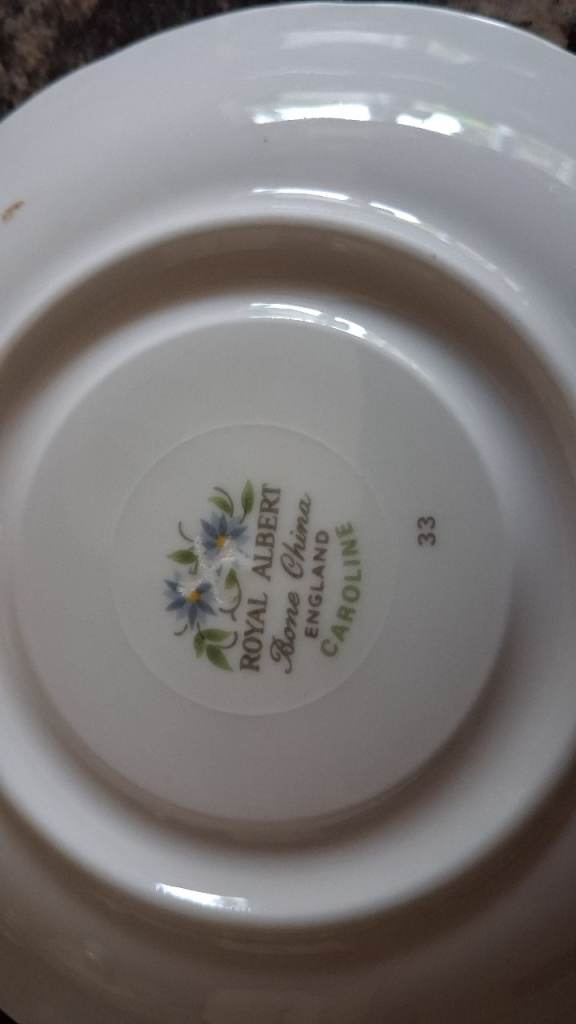 ROYAL ALBERT
Bone China
ENGLAND
CAROLINE
33